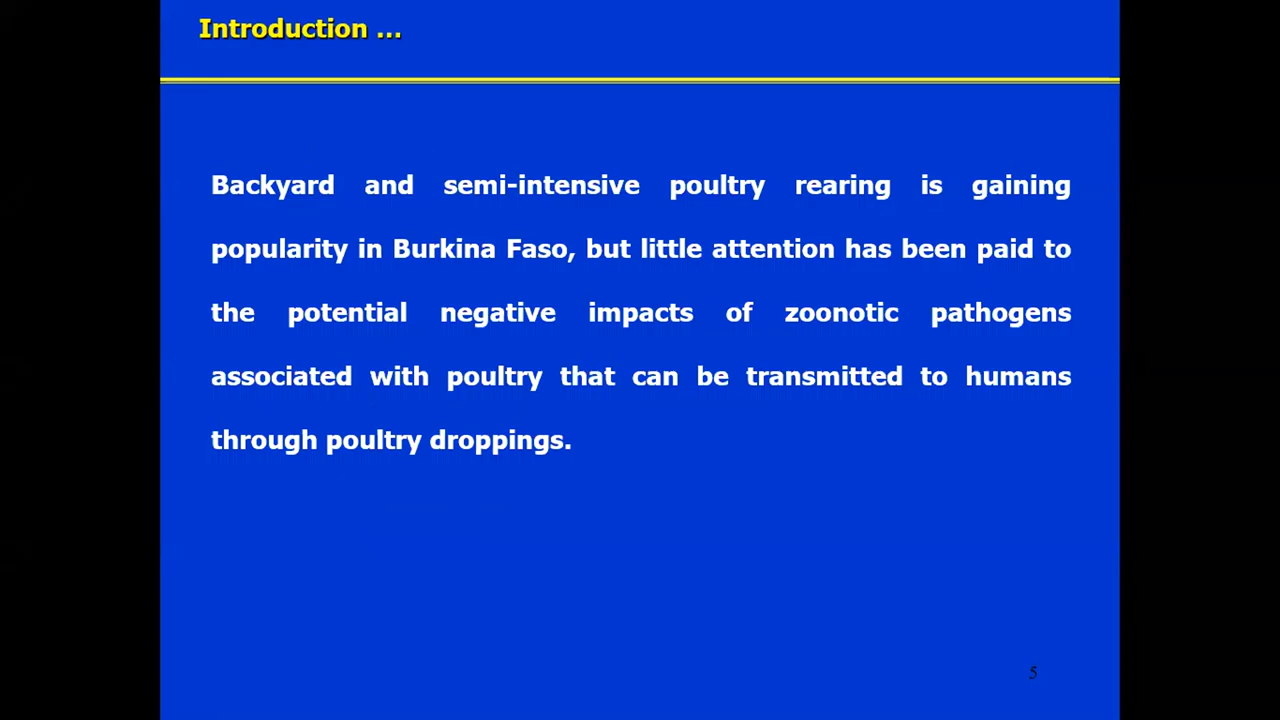 Introduction ...
Backyard and semi-intensive poultry rearing is gaining
popularity in Burkina Faso, but little attention has been paid to
the potential negative impacts of zoonotic pathogens
associated with poultry that can be transmitted to humans
through poultry droppings.
5